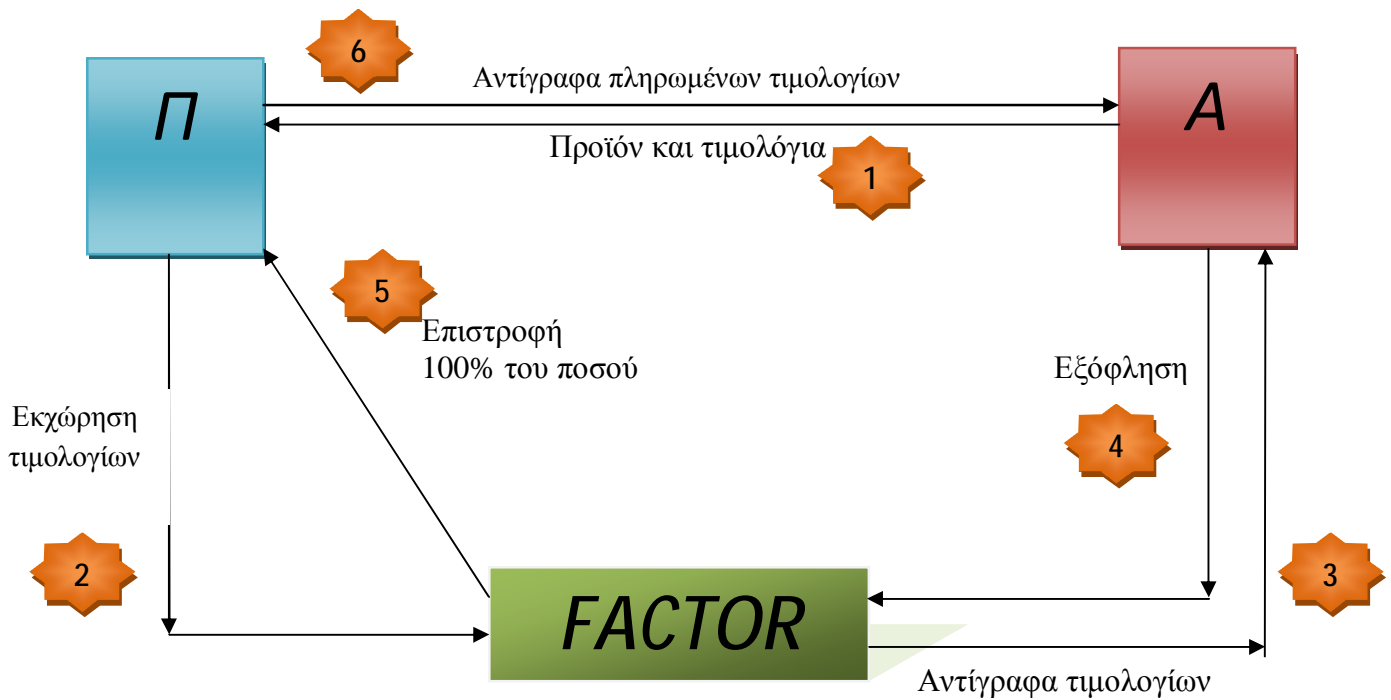 6
Π
Αντίγραφα πληρωμένων τιμολογίων
Α
Προϊόν και τιμολόγια
1
5
Επιστροφή
100% του ποσού
Εξόφληση
Εκχώρηση
τιμολογίων
4
2
3
FACTOR
Αντίγραφα τιμολογίων